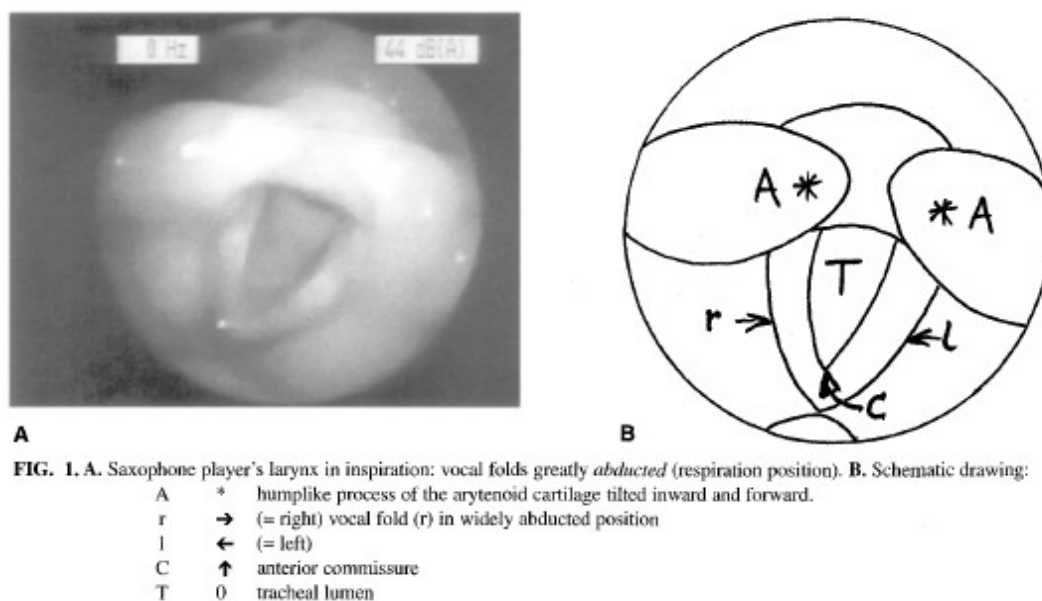 0 Hz 44 dB(A)
A * * A
T
r → ← l
C
A B
FIG. 1. A. Saxophone player's larynx in inspiration: vocal folds greatly abducted (respiration position). B. Schematic drawing:
A * humplike process of the arytenoid cartilage tilted inward and forward.
r → (= right) vocal fold (r) in widely abducted position
l ← (= left)
C ↑ anterior commissure
T 0 tracheal lumen